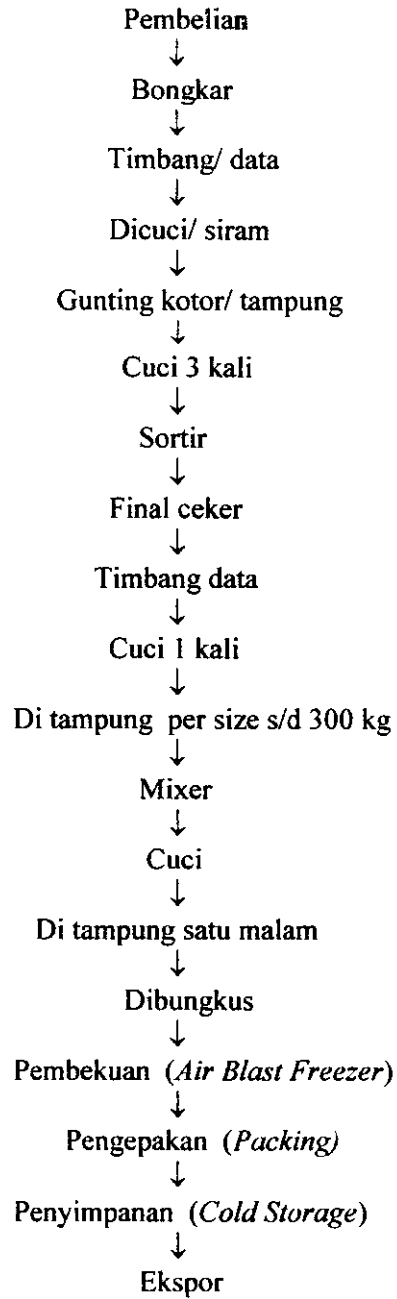 Pembelian
↓
Bongkar
↓
Timbang/ data
↓
Dicuci/ siram
↓
Gunting kotor/ tampung
↓
Cuci 3 kali
↓
Sortir
↓
Final ceker
↓
Timbang data
↓
Cuci 1 kali
↓
Di tampung per size s/d 300 kg
↓
Mixer
↓
Cuci
↓
Di tampung satu malam
↓
Dibungkus
↓
Pembekuan (Air Blast Freezer)
↓
Pengepakan (Packing)
↓
Penyimpanan (Cold Storage)
↓
Ekspor